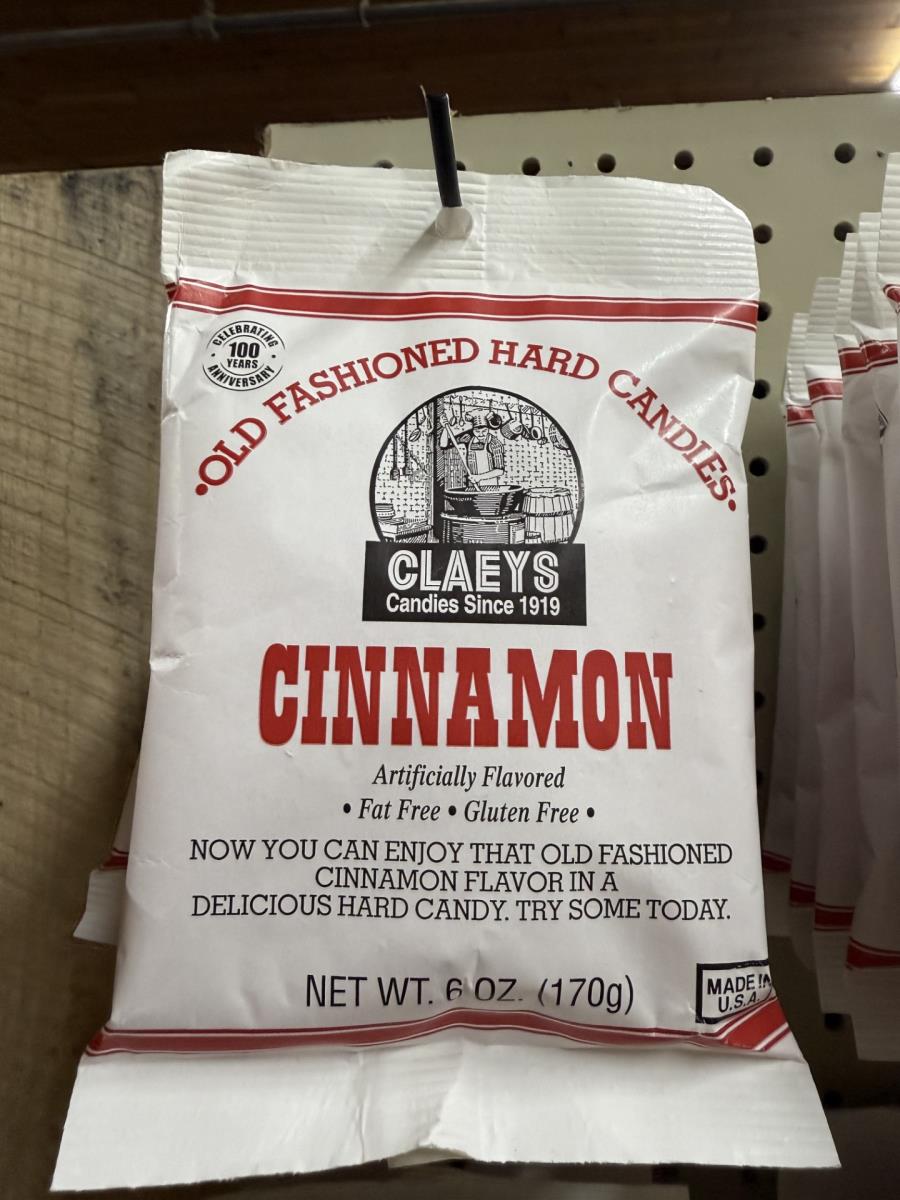 CELEBRATING
100
YEARS
ANNIVERSARY
•OLD FASHIONED HARD CANDIES•
CLAEYS
Candies Since 1919
CINNAMON
Artificially Flavored
• Fat Free • Gluten Free •
NOW YOU CAN ENJOY THAT OLD FASHIONED
CINNAMON FLAVOR IN A
DELICIOUS HARD CANDY. TRY SOME TODAY.
NET WT. 6 OZ. (170g)
MADE IN
U.S.A.